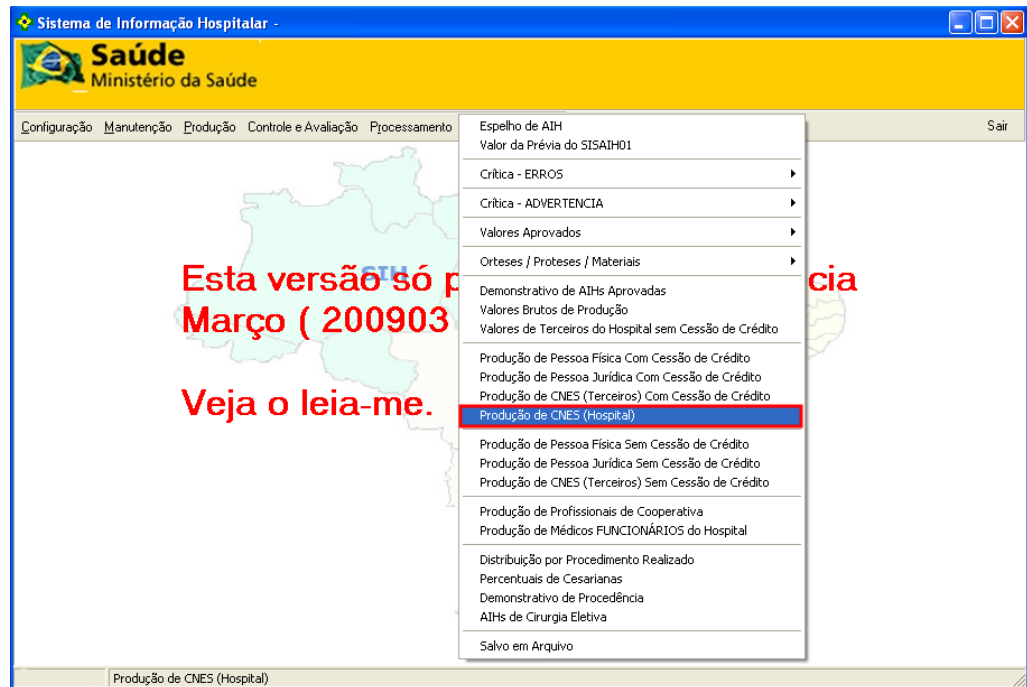 Sistema de Informação Hospitalar -
Saúde
Ministério da Saúde
Configuração Manutenção Produção Controle e Avaliação Processamento Sair
Espelho de AIH
Valor da Prévia do SISAIH01
Crítica - ERROS
Crítica - ADVERTENCIA
Valores Aprovados
Orteses / Proteses / Materiais
Demonstrativo de AIHs Aprovadas
Valores Brutos de Produção
Valores de Terceiros do Hospital sem Cessão de Crédito
Produção de Pessoa Física Com Cessão de Crédito
Produção de Pessoa Jurídica Com Cessão de Crédito
Produção de CNES (Terceiros) Com Cessão de Crédito
Produção de CNES (Hospital)
Produção de Pessoa Física Sem Cessão de Crédito
Produção de Pessoa Jurídica Sem Cessão de Crédito
Produção de CNES (Terceiros) Sem Cessão de Crédito
Produção de Profissionais de Cooperativa
Produção de Médicos FUNCIONÁRIOS do Hospital
Distribuição por Procedimento Realizado
Percentuais de Cesarianas
Demonstrativo de Procedência
AIHs de Cirurgia Eletiva
Salvo em Arquivo
SIH
Esta versão só p cia
Março ( 200903
Veja o leia-me.
Produção de CNES (Hospital)